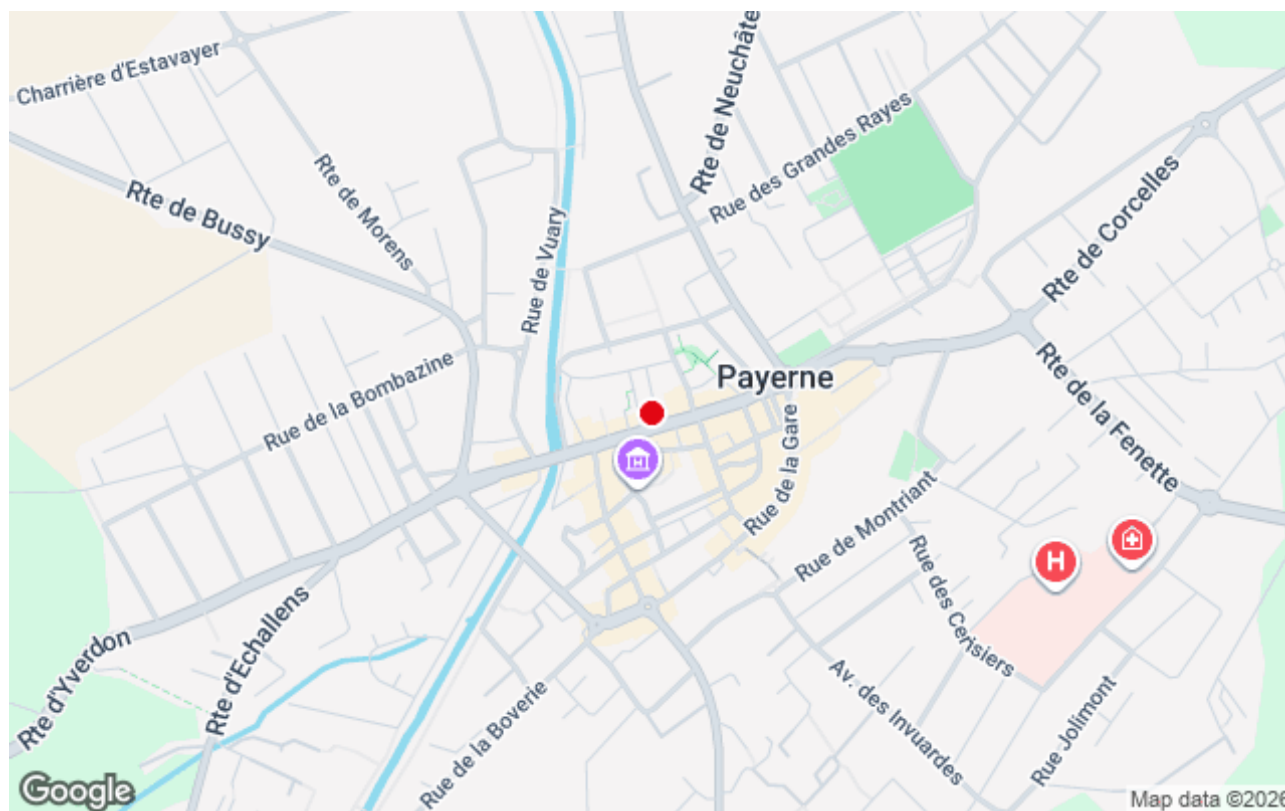 Charrière d'Estavayer
Rte de Neuchâte
Rue des Grandes Rayes
Rte de Morens
Rte de Bussy
Rue de Vuary
Rte de Corcelles
Rue de la Bombazine
Payerne
Rte de la Fenette
Rue de la Gare
Rue de Montriant
H
H
Rue des Cerisiers
Rte d'Echallens
Rte d'Yverdon
Av. des Invuardes
Rue Jolimont
Rue de la Boverie
Google
Map data ©2026